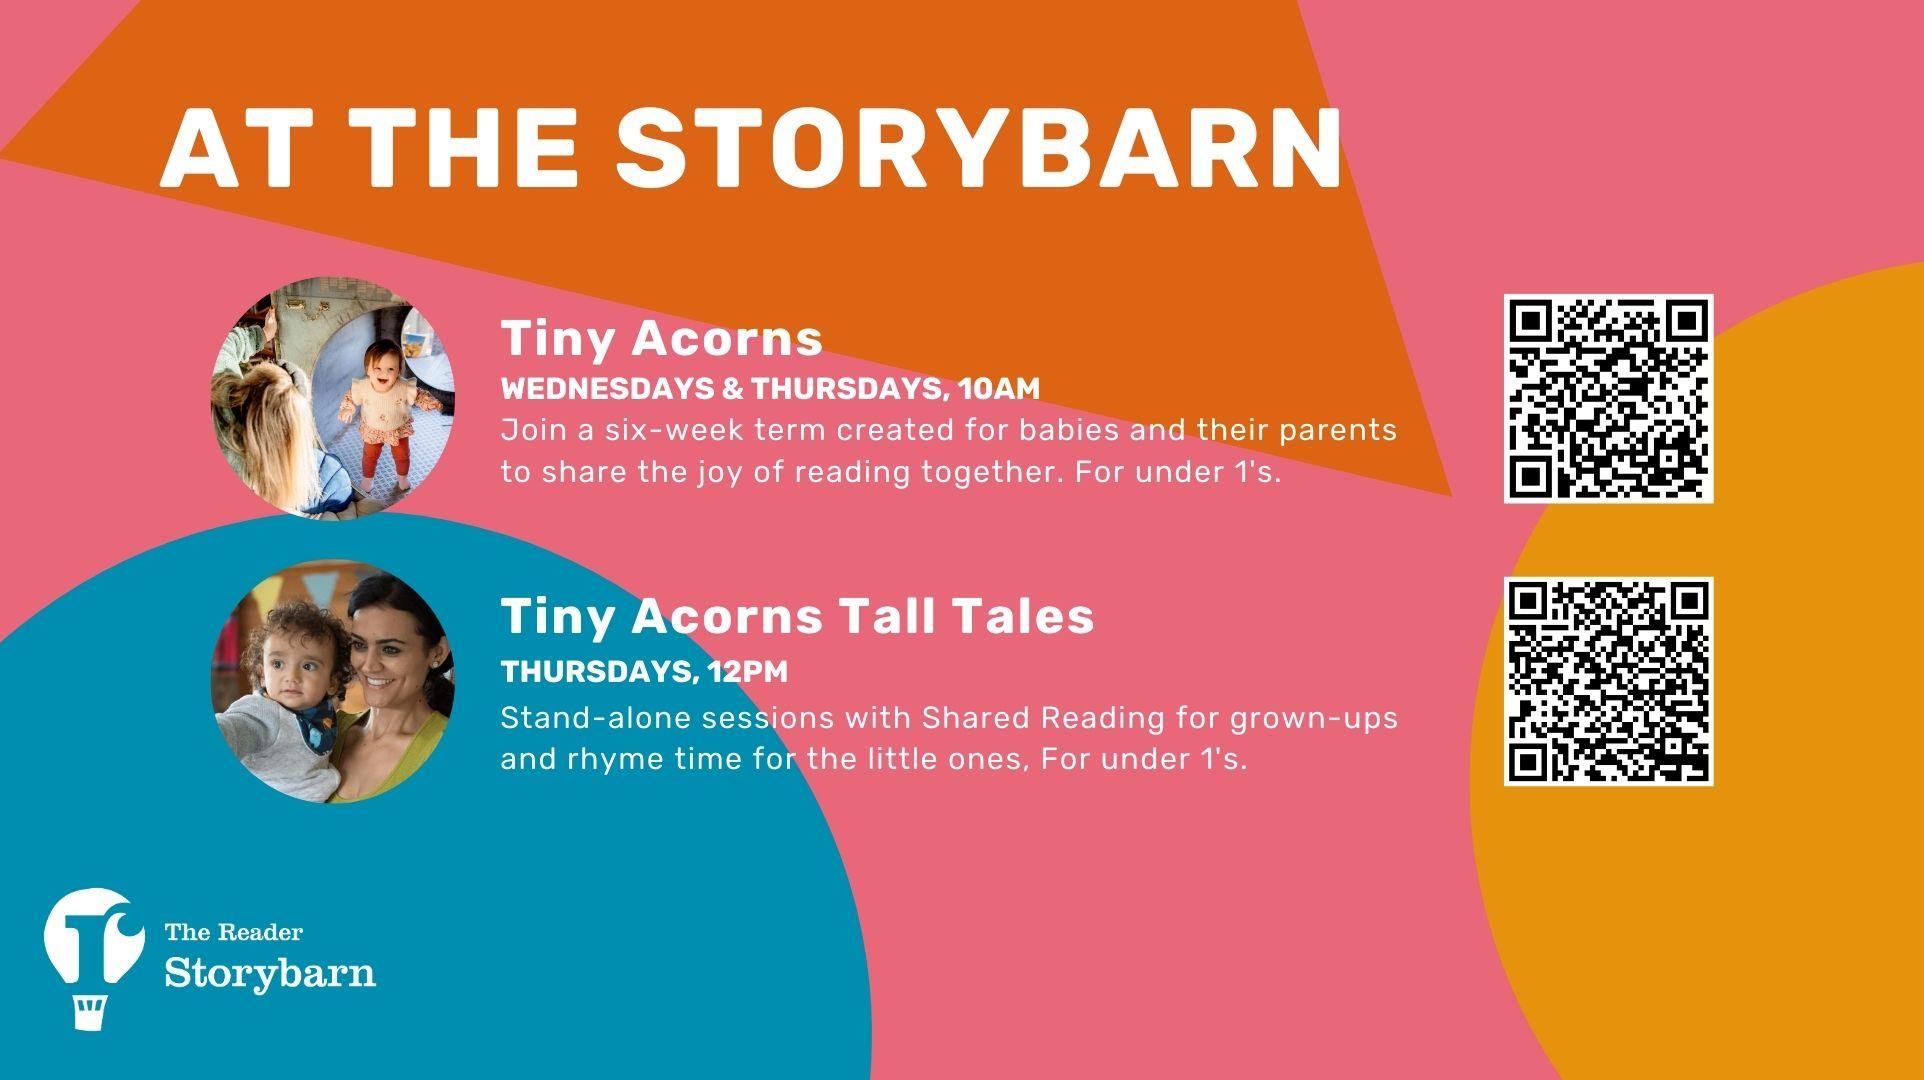 AT THE STORYBARN
Tiny Acorns
WEDNESDAYS & THURSDAYS, 10AM
Join a six-week term created for babies and their parents
to share the joy of reading together. For under 1's.
Tiny Acorns Tall Tales
THURSDAYS, 12PM
Stand-alone sessions with Shared Reading for grown-ups
and rhyme time for the little ones, For under 1's.
The Reader
Storybarn